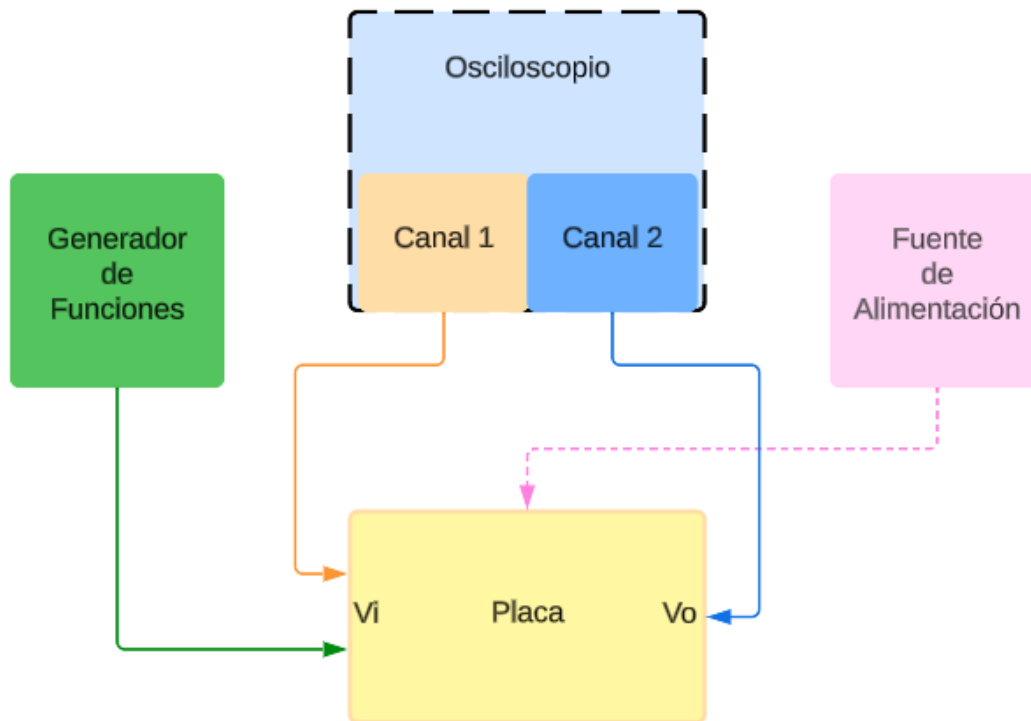 Osciloscopio
Generador
de
Funciones
Canal 1
Canal 2
Fuente
de
Alimentación
Vi
Placa
Vo